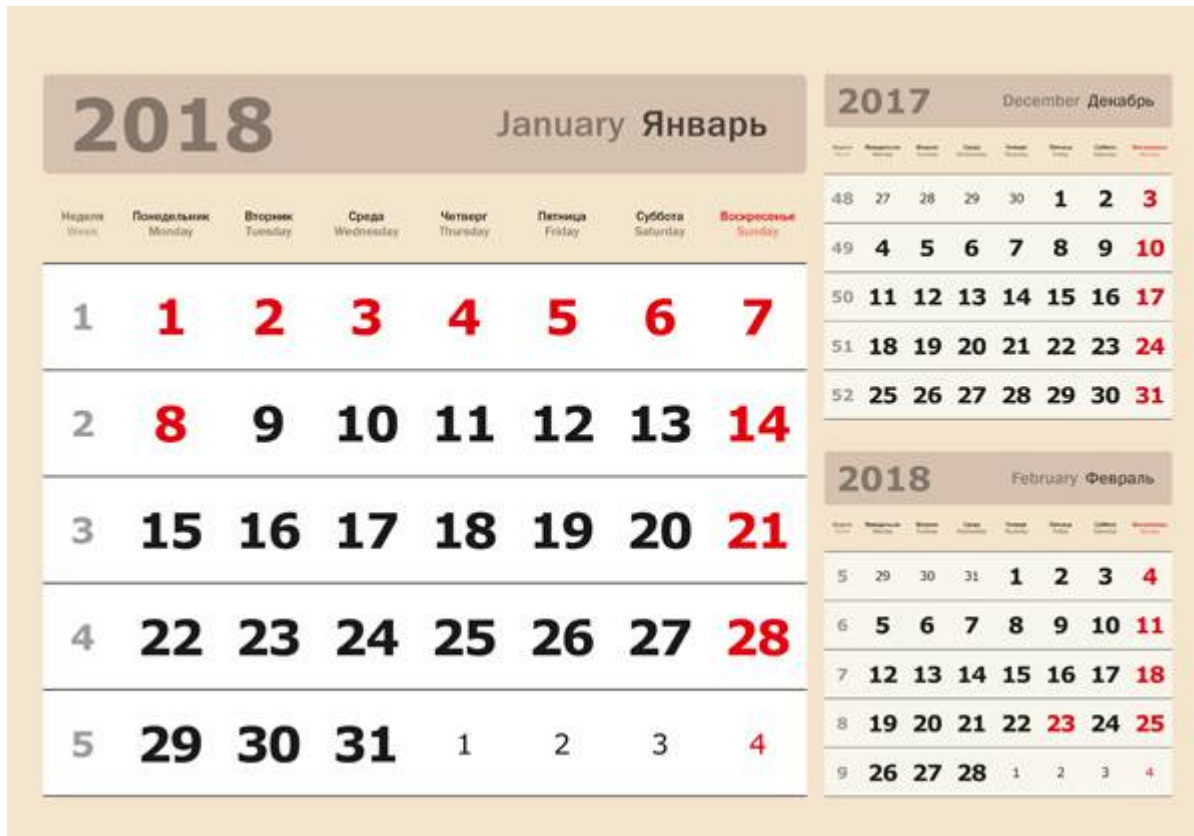 2018 January Январь
Неделя Понедельник Вторник Среда Четверг Пятница Суббота Воскресенье
Week Monday Tuesday Wednesday Thursday Friday Saturday Sunday
1 1 2 3 4 5 6 7
2 8 9 10 11 12 13 14
3 15 16 17 18 19 20 21
4 22 23 24 25 26 27 28
5 29 30 31 1 2 3 4
2017 December Декабрь
48 27 28 29 30 1 2 3
49 4 5 6 7 8 9 10
50 11 12 13 14 15 16 17
51 18 19 20 21 22 23 24
52 25 26 27 28 29 30 31
2018 February Февраль
5 29 30 31 1 2 3 4
6 5 6 7 8 9 10 11
7 12 13 14 15 16 17 18
8 19 20 21 22 23 24 25
9 26 27 28 1 2 3 4